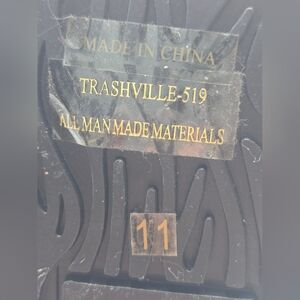 MADE IN CHINA
TRASHVILLE-519
ALL MAN MADE MATERIALS
11